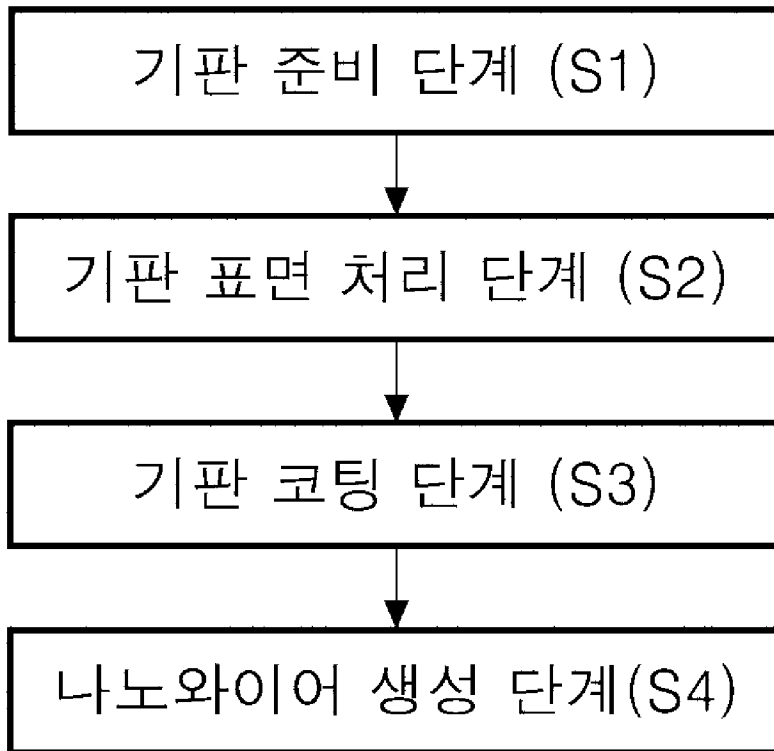 기판 준비 단계 (S1)
기판 표면 처리 단계 (S2)
기판 코팅 단계 (S3)
나노와이어 생성 단계(S4)